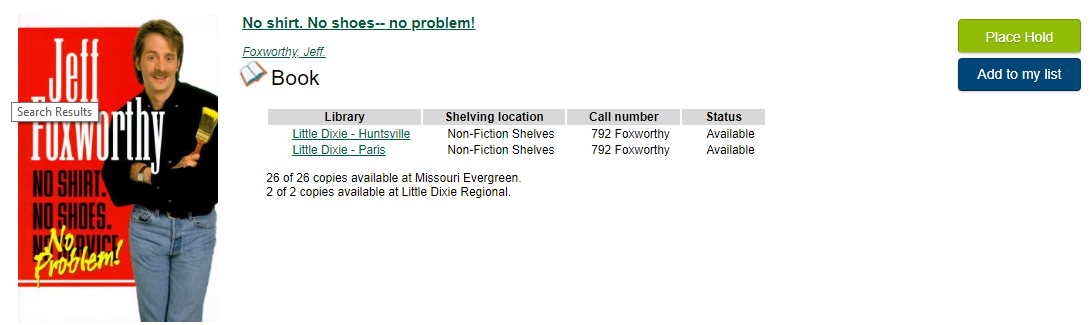 No shirt. No shoes-- no problem!
Foxworthy, Jeff.
Book
Place Hold
Add to my list
Jeff
Foxworthy
NO SHIRT.
NO SHOES.
NO SERVICE
No
Problem!
Search Results
Library Shelving location Call number Status
Little Dixie - Huntsville Non-Fiction Shelves 792 Foxworthy Available
Little Dixie - Paris Non-Fiction Shelves 792 Foxworthy Available
26 of 26 copies available at Missouri Evergreen.
2 of 2 copies available at Little Dixie Regional.